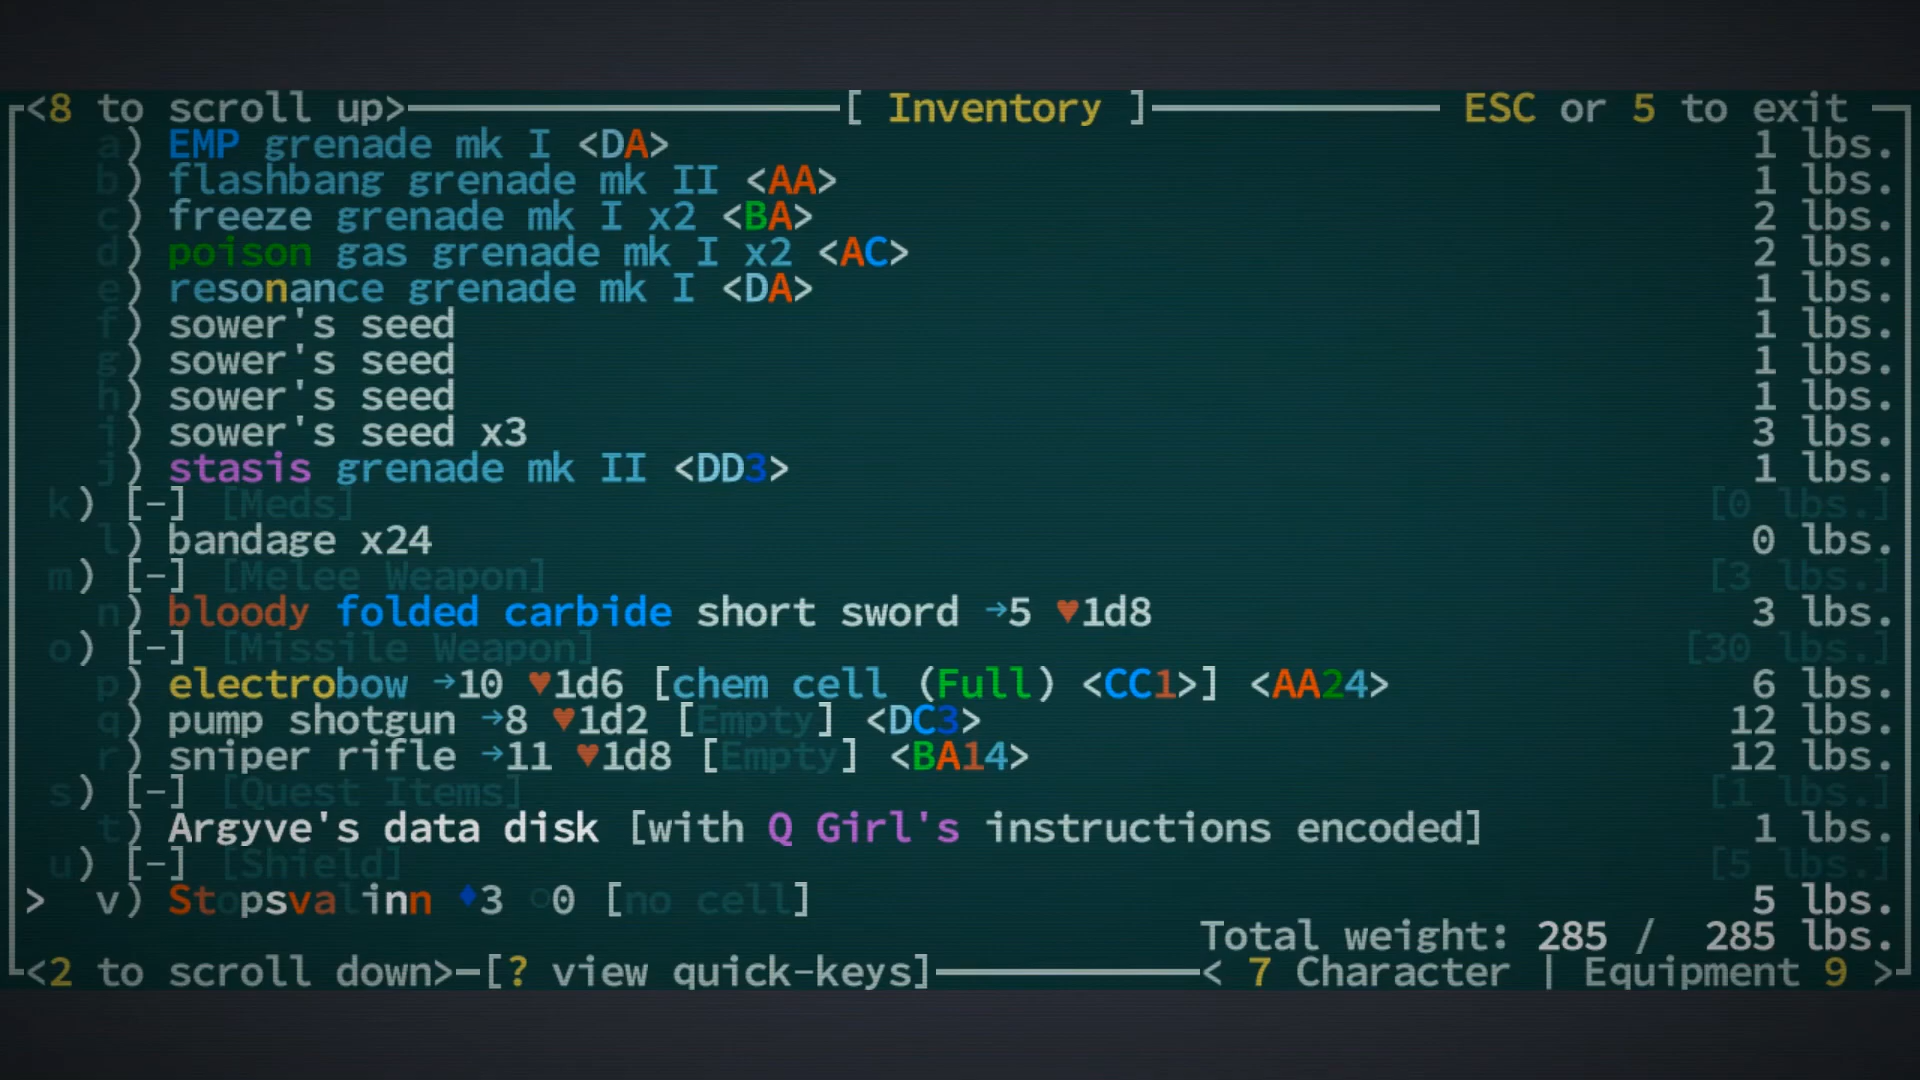 <8 to scroll up> [ Inventory ] ESC or 5 to exit
a) EMP grenade mk I <DA> 1 lbs.
b) flashbang grenade mk II <AA> 1 lbs.
c) freeze grenade mk I x2 <BA> 2 lbs.
d) poison gas grenade mk I x2 <AC> 2 lbs.
e) resonance grenade mk I <DA> 1 lbs.
f) sower's seed 1 lbs.
g) sower's seed 1 lbs.
h) sower's seed 1 lbs.
i) sower's seed x3 3 lbs.
j) stasis grenade mk II <DD3> 1 lbs.
k) [-] [Meds] [0 lbs.]
l) bandage x24 0 lbs.
m) [-] [Melee Weapon] [3 lbs.]
n) bloody folded carbide short sword →5 ♥1d8 3 lbs.
o) [-] [Missile Weapon] [30 lbs.]
p) electrobow →10 ♥1d6 [chem cell (Full) <CC1>] <AA24> 6 lbs.
q) pump shotgun →8 ♥1d2 [Empty] <DC3> 12 lbs.
r) sniper rifle →11 ♥1d8 [Empty] <BA14> 12 lbs.
s) [-] [Quest Items] [1 lbs.]
t) Argyve's data disk [with Q Girl's instructions encoded] 1 lbs.
u) [-] [Shield] [5 lbs.]
> v) Stopsvalinn ♦3 ○0 [no cell] 5 lbs.
Total weight: 285 / 285 lbs.
<2 to scroll down> [? view quick-keys] < 7 Character | Equipment 9 >